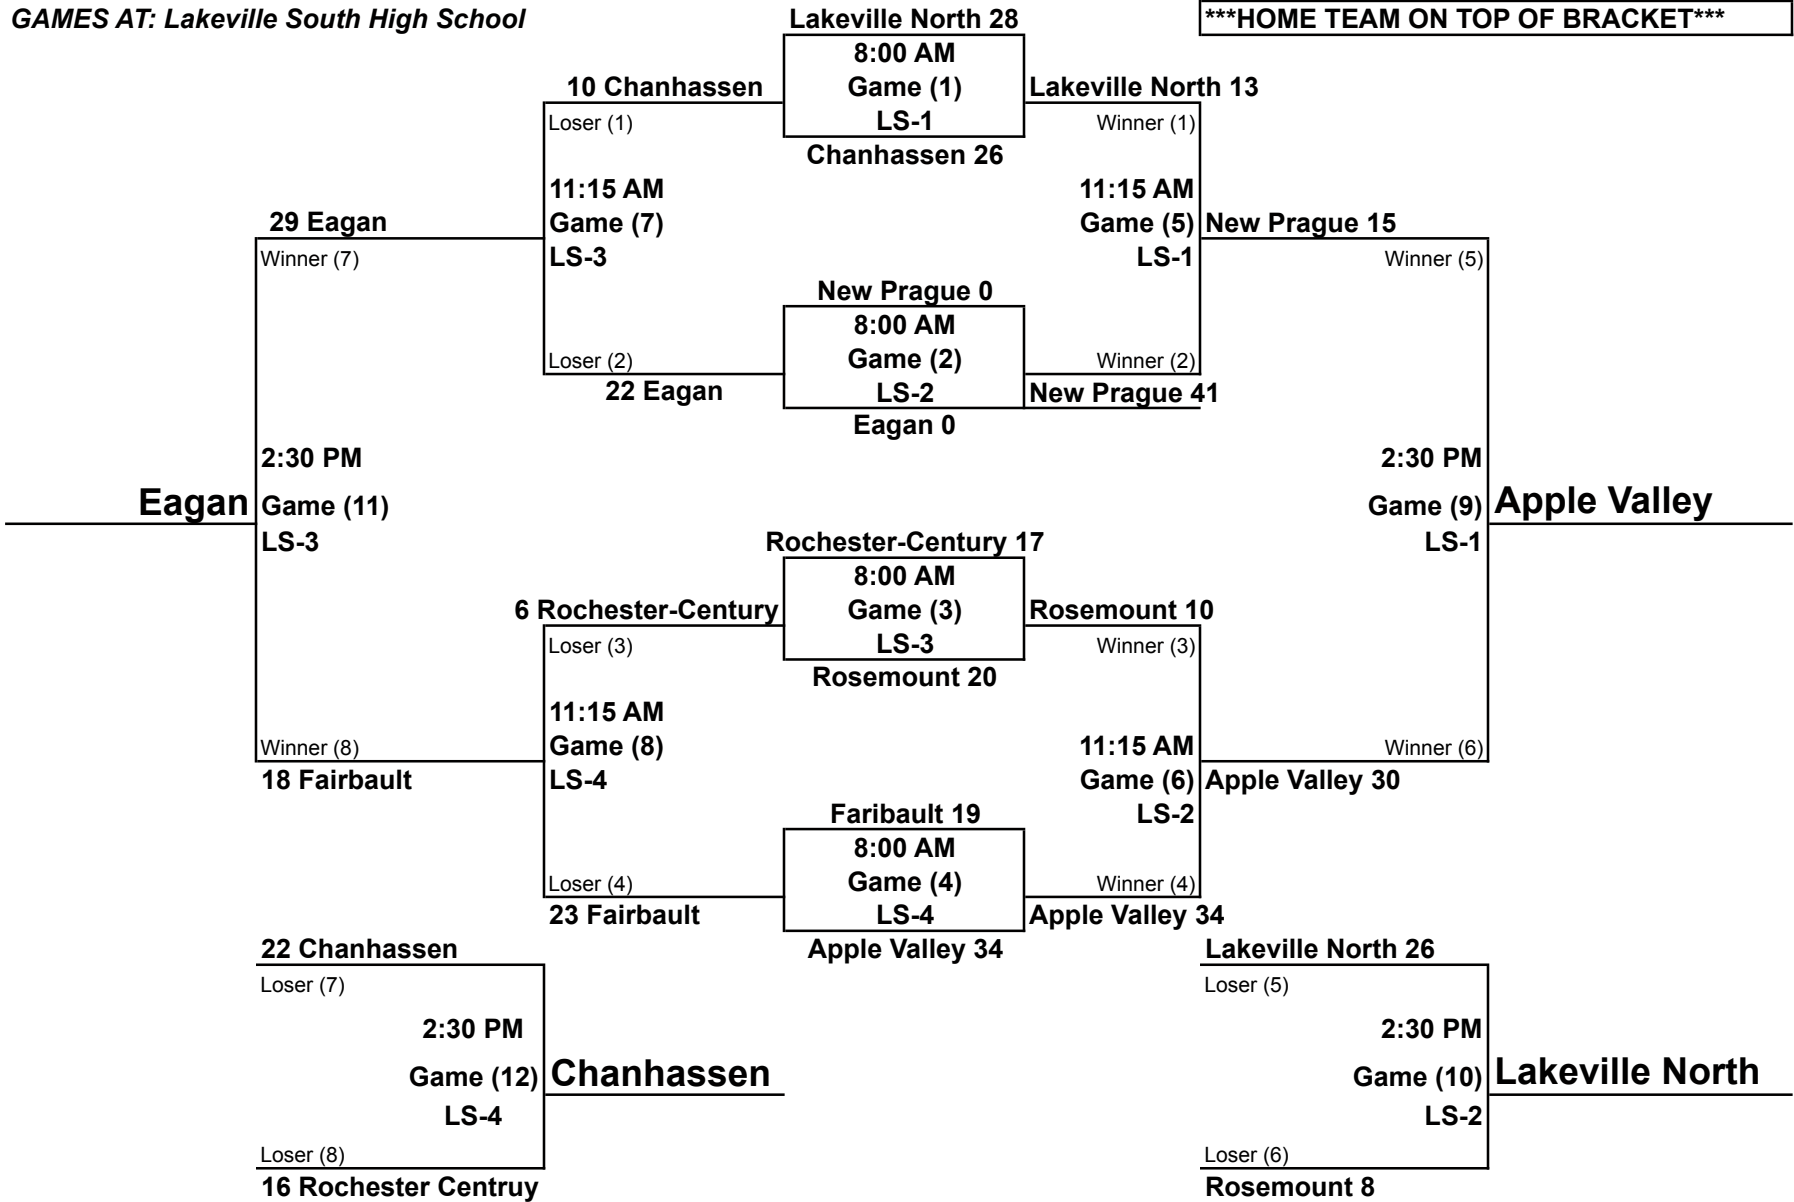 GAMES AT: Lakeville South High School
Lakeville North 28
***HOME TEAM ON TOP OF BRACKET***
8:00 AM
10 Chanhassen
Game (1)
Lakeville North 13
Loser (1)
LS-1
Winner (1)
Chanhassen 26
11:15 AM
11:15 AM
29 Eagan
Game (7)
Game (5)
New Prague 15
Winner (7)
LS-3
LS-1
Winner (5)
New Prague 0
8:00 AM
Loser (2)
Game (2)
Winner (2)
22 Eagan
LS-2
New Prague 41
Eagan 0
2:30 PM
2:30 PM
Eagan
Game (11)
Game (9)
Apple Valley
LS-3
Rochester-Century 17
LS-1
8:00 AM
6 Rochester-Century
Game (3)
Rosemount 10
Loser (3)
LS-3
Winner (3)
Rosemount 20
11:15 AM
Winner (8)
Game (8)
11:15 AM
Winner (6)
18 Fairbault
LS-4
Game (6)
Apple Valley 30
Faribault 19
LS-2
8:00 AM
Loser (4)
Game (4)
Winner (4)
23 Fairbault
LS-4
Apple Valley 34
22 Chanhassen
Apple Valley 34
Lakeville North 26
Loser (7)
Loser (5)
2:30 PM
2:30 PM
Game (12)
Chanhassen
Game (10)
Lakeville North
LS-4
LS-2
Loser (8)
Loser (6)
16 Rochester Centruy
Rosemount 8